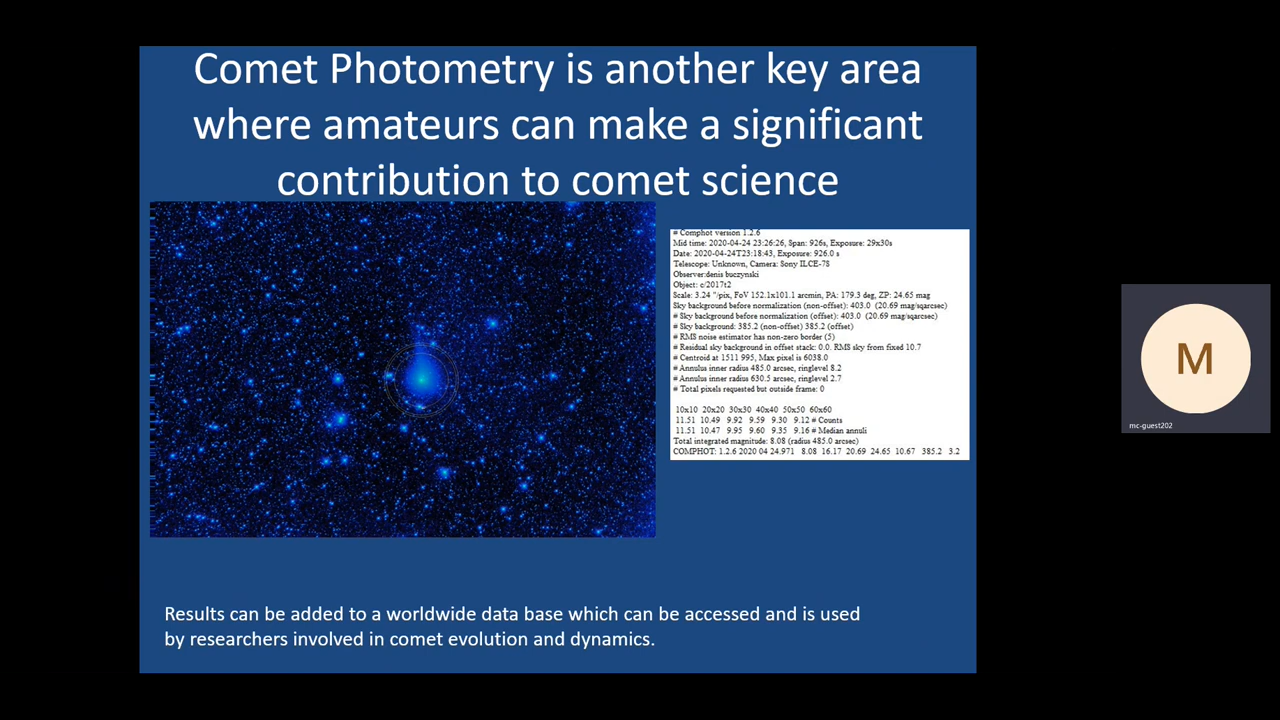 Comet Photometry is another key area
where amateurs can make a significant
contribution to comet science
# Comphot version 1.2.6
Mid time: 2020-04-24 23:26:26, Span: 926s, Exposure: 29x30s
Date: 2020-04-24T23:18:43, Exposure: 926.0 s
Telescope: Unknown, Camera: Sony ILCE-7S
Observer:denis buczynski
Object: c/2017t2
Scale: 3.24 "/pix, FoV 152.1x101.1 arcmin, PA: 179.3 deg, ZP: 24.65 mag
Sky background before normalization (non-offset): 403.0 (20.69 mag/sqarcsec)
# Sky background before normalization (offset): 403.0 (20.69 mag/sqarcsec)
# Sky background: 385.2 (non-offset) 385.2 (offset)
# RMS noise estimator has non-zero border (5)
# Residual sky background in offset stack: 0.0. RMS sky from fixed 10.7
# Centroid at 1511 995, Max pixel is 6038.0
# Annulus inner radius 485.0 arcsec, ringlevel 8.2
# Annulus inner radius 630.5 arcsec, ringlevel 2.7
# Total pixels requested but outside frame: 0
10x10 20x20 30x30 40x40 50x50 60x60
11.51 10.49 9.92 9.59 9.30 9.12 # Counts
11.51 10.47 9.95 9.60 9.35 9.16 # Median annuli
Total integrated magnitude: 8.08 (radius 485.0 arcsec)
COMPHOT: 1.2.6 2020 04 24.971 8.08 16.17 20.69 24.65 10.67 385.2 3.2
M
mc-guest202
Results can be added to a worldwide data base which can be accessed and is used
by researchers involved in comet evolution and dynamics.